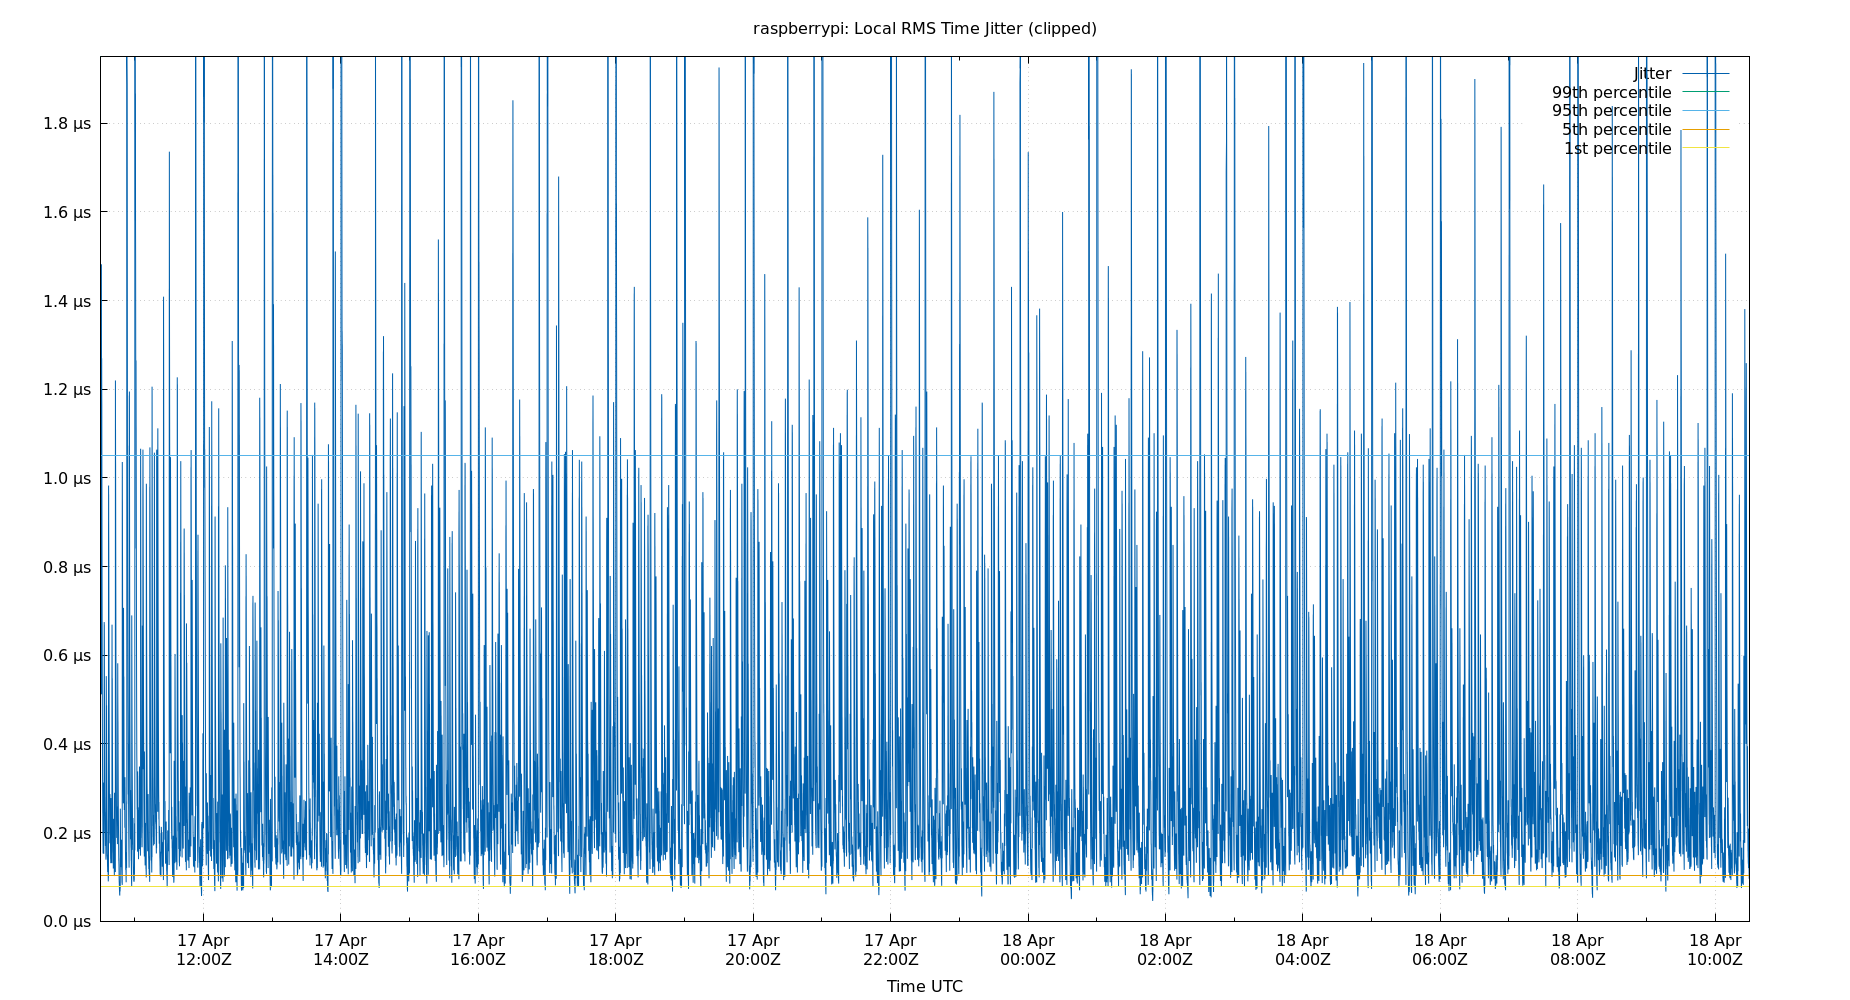 raspberrypi: Local RMS Time Jitter (clipped)
Jitter
99th percentile
95th percentile
5th percentile
1st percentile
1.8 µs
1.6 µs
1.4 µs
1.2 µs
1.0 µs
0.8 µs
0.6 µs
0.4 µs
0.2 µs
0.0 µs
17 Apr 17 Apr 17 Apr 17 Apr 17 Apr 17 Apr 18 Apr 18 Apr 18 Apr 18 Apr 18 Apr 18 Apr
12:00Z 14:00Z 16:00Z 18:00Z 20:00Z 22:00Z 00:00Z 02:00Z 04:00Z 06:00Z 08:00Z 10:00Z
Time UTC